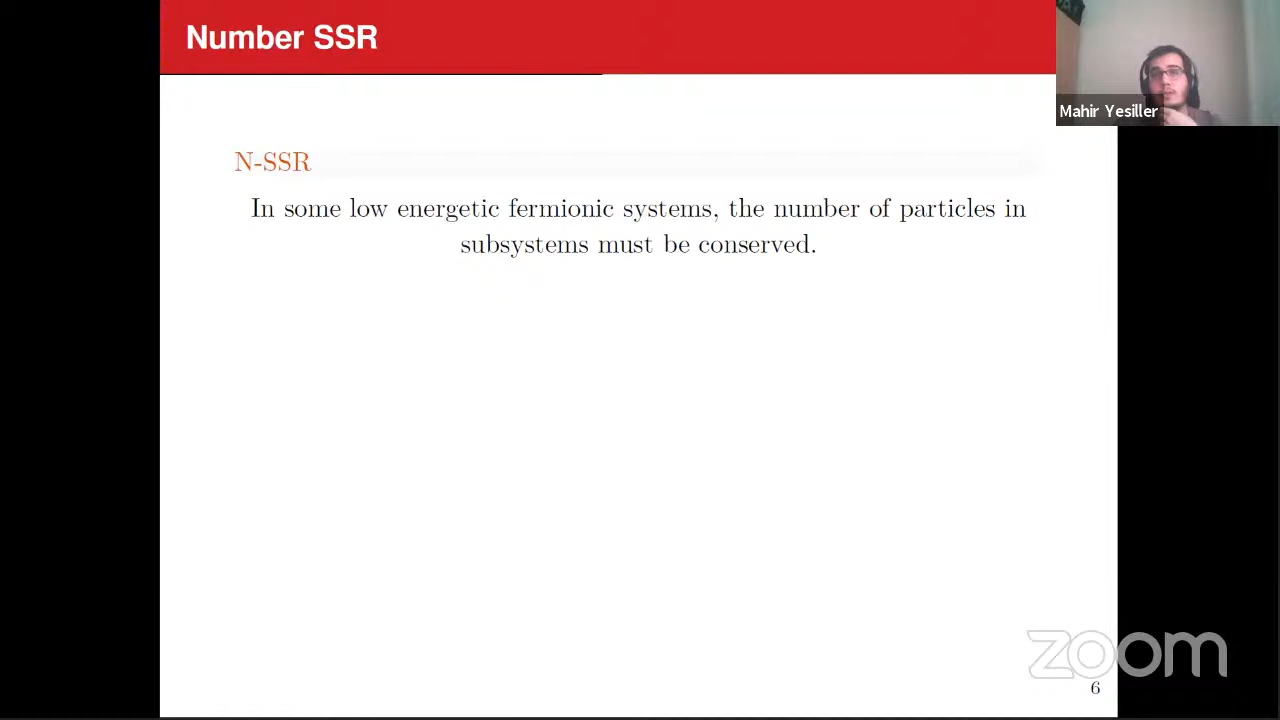 Number SSR
Mahir Yesiller
N-SSR
In some low energetic fermionic systems, the number of particles in
subsystems must be conserved.
zoom
6